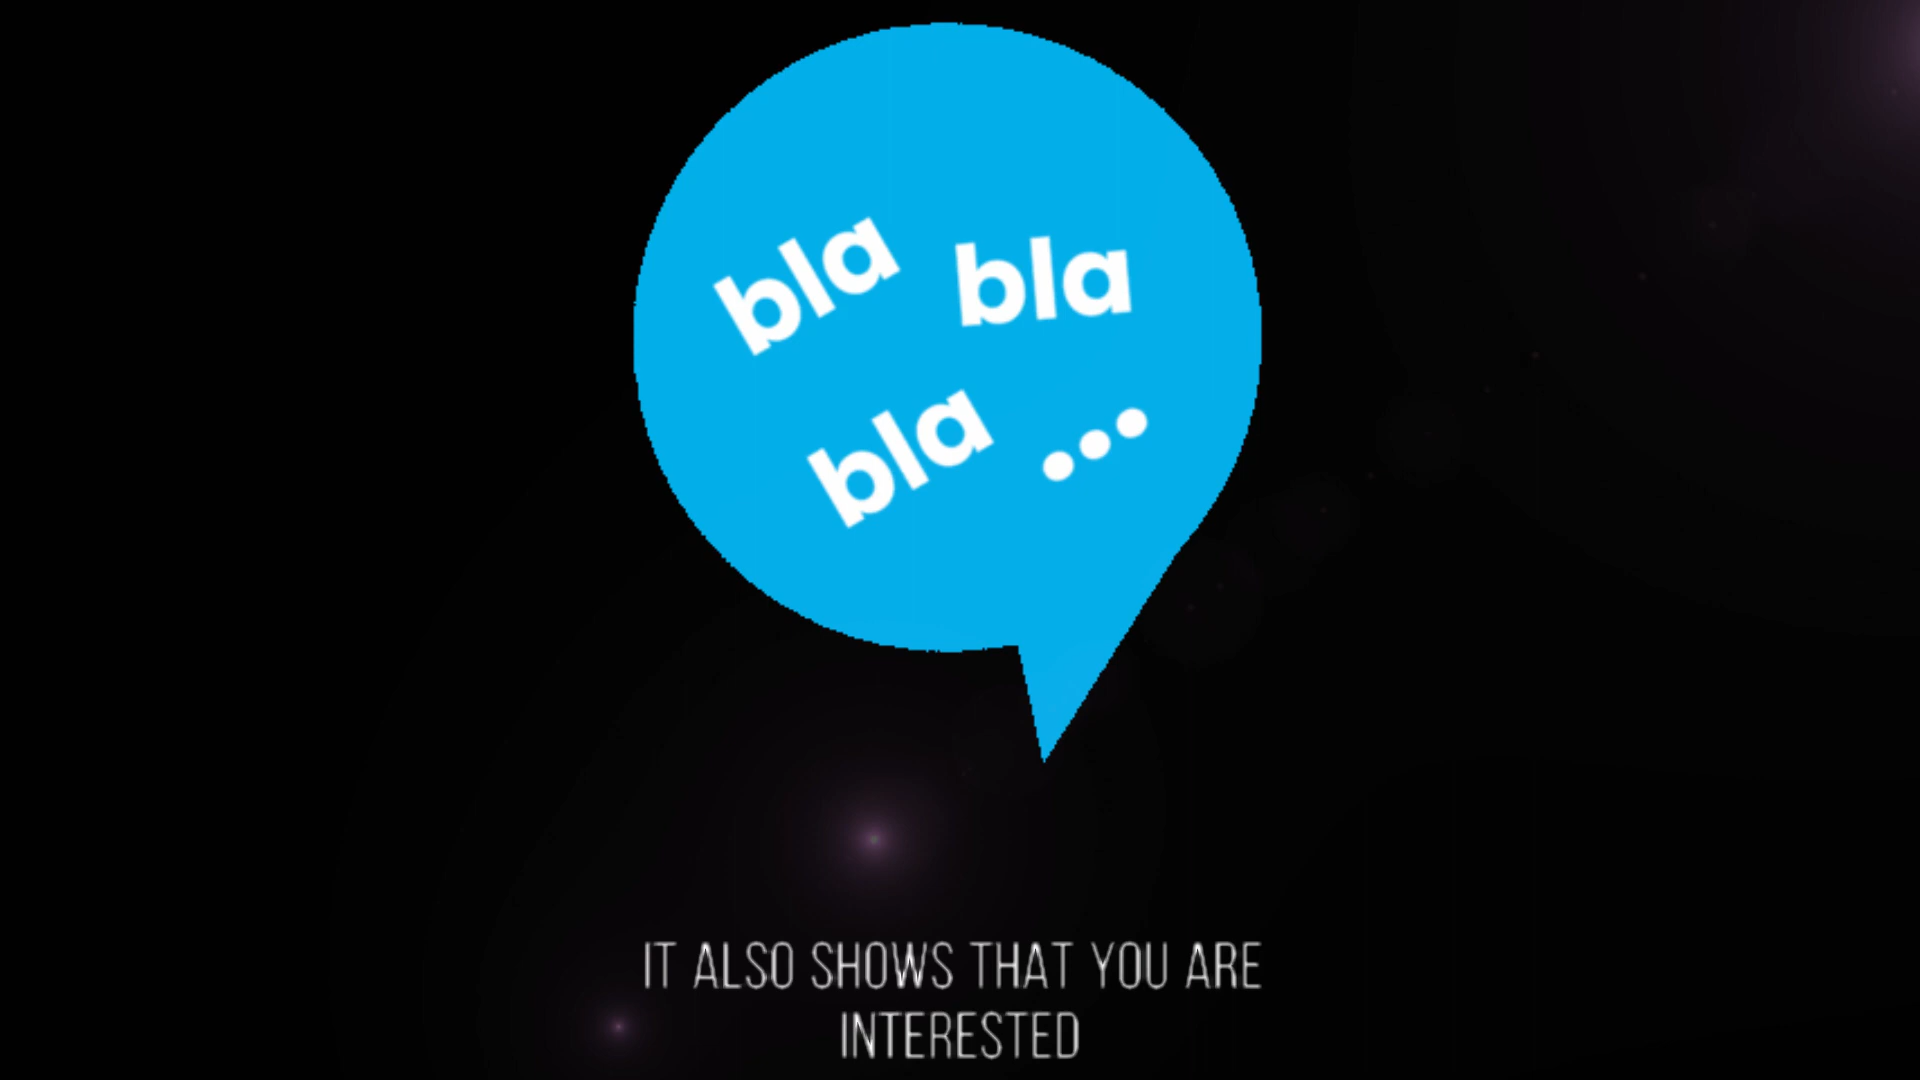 bla bla
bla ...
IT ALSO SHOWS THAT YOU ARE
INTERESTED